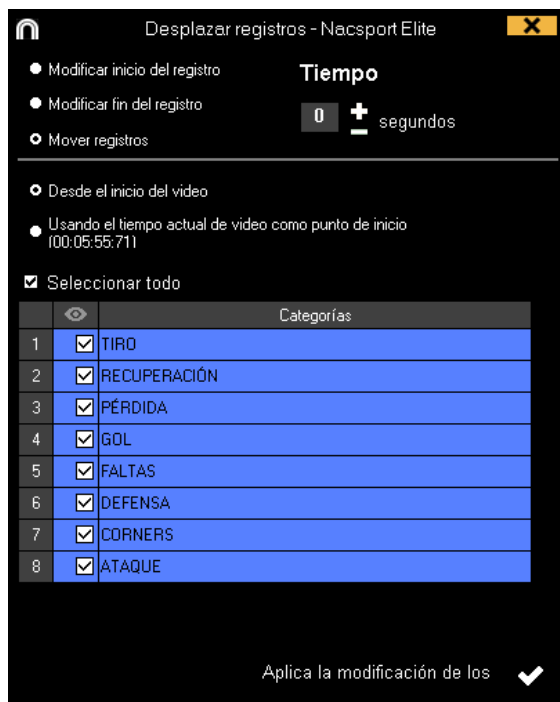 Desplazar registros - Nacsport Elite
Modificar inicio del registro
Tiempo
Modificar fin del registro
0 segundos
Mover registros
Desde el inicio del video
Usando el tiempo actual de video como punto de inicio
(00:05:55:71)
Seleccionar todo
Categorías
1 TIRO
2 RECUPERACIÓN
3 PÉRDIDA
4 GOL
5 FALTAS
6 DEFENSA
7 CORNERS
8 ATAQUE
Aplica la modificación de los